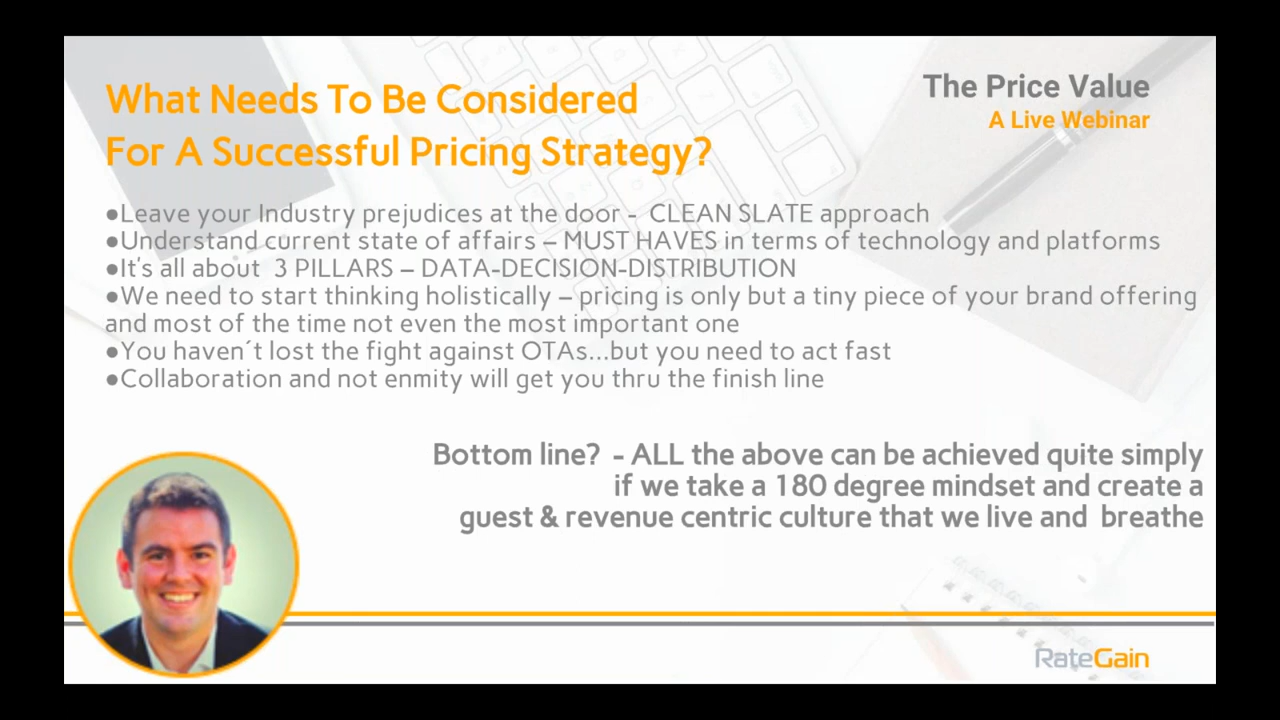 What Needs To Be Considered
For A Successful Pricing Strategy?
The Price Value
A Live Webinar
●Leave your Industry prejudices at the door -  CLEAN SLATE approach
●Understand current state of affairs – MUST HAVES in terms of technology and platforms
●It's all about  3 PILLARS – DATA-DECISION-DISTRIBUTION
●We need to start thinking holistically – pricing is only but a tiny piece of your brand offering
and most of the time not even the most important one
●You haven´t lost the fight against OTAs...but you need to act fast
●Collaboration and not enmity will get you thru the finish line
Bottom line?  - ALL the above can be achieved quite simply
if we take a 180 degree mindset and create a
guest & revenue centric culture that we live and  breathe
RateGain